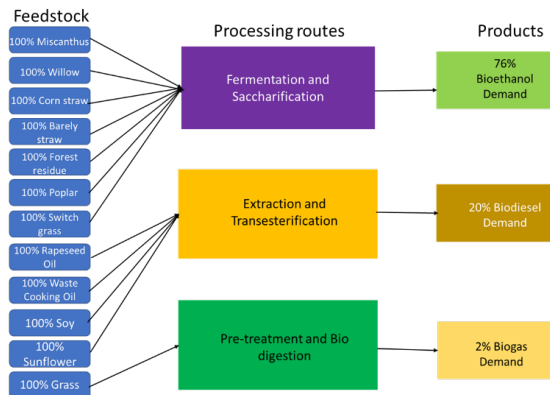 Feedstock
Processing routes
Products
100% Miscanthus
100% Willow
100% Corn straw
100% Barely
straw
100% Forest
residue
100% Poplar
100% Switch
grass
100% Rapeseed
Oil
100% Waste
Cooking Oil
100% Soy
100%
Sunflower
100% Grass
Fermentation and
Saccharification
Extraction and
Transesterification
Pre-treatment and Bio
digestion
76%
Bioethanol
Demand
20% Biodiesel
Demand
2% Biogas
Demand